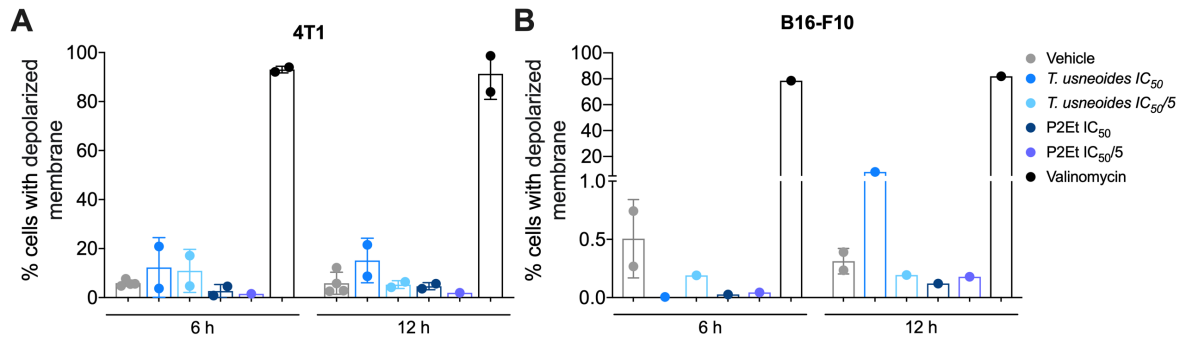 A
4T1
% cells with depolarized
membrane
100
80
60
40
20
0
6 h
12 h
B
B16-F10
% cells with depolarized
membrane
100
80
60
40
20
1.0
0.5
0.0
6 h
12 h
Vehicle
T. usneoides IC50
T. usneoides IC50/5
P2Et IC50
P2Et IC50/5
Valinomycin